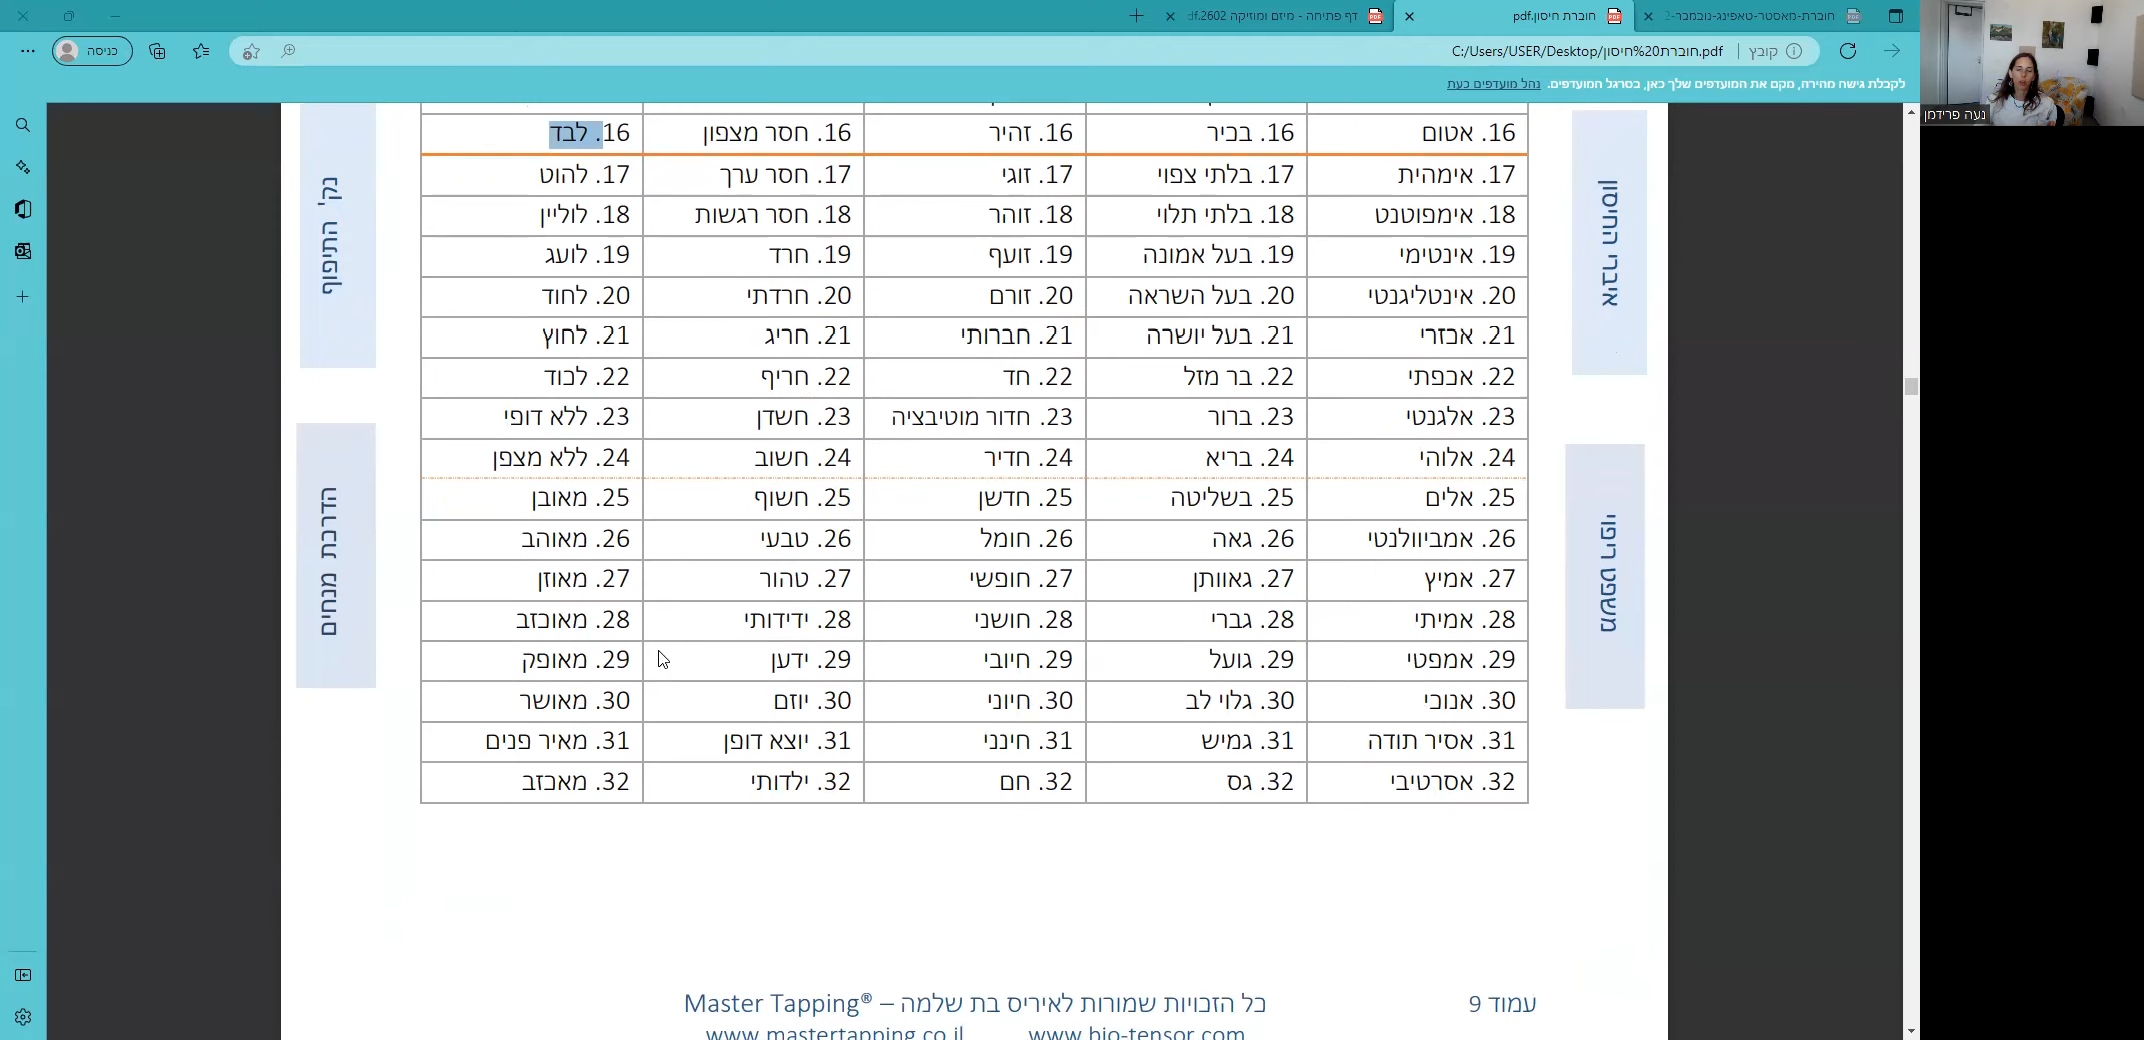 חוברת-מאסטר-טאפינג-נובמבר-2
חוברת חיסון.pdf
דף פתיחה - מיזם ומוזיקה 2602.df
כניסה
קובץ | C:/Users/USER/Desktop/חוברת%20חיסון.pdf
לקבלת גישה מהירה, מקם את המועדפים שלך כאן, בסרגל המועדפים. נהל מועדפים כעת
נעה פרידמן
איברי החיסון
משפט ריפוי
נק' התיפוף
הדרכת מנחים
16. אטום 16. בכיר 16. זהיר 16. חסר מצפון 16. לבד
17. אימהית 17. בלתי צפוי 17. זוגי 17. חסר ערך 17. להוט
18. אימפוטנט 18. בלתי תלוי 18. זוהר 18. חסר רגשות 18. לוליין
19. אינטימי 19. בעל אמונה 19. זועף 19. חרד 19. לועג
20. אינטליגנטי 20. בעל השראה 20. זורם 20. חרדתי 20. לחוד
21. אכזרי 21. בעל יושרה 21. חברותי 21. חריג 21. לחוץ
22. אכפתי 22. בר מזל 22. חד 22. חריף 22. לכוד
23. אלגנטי 23. ברור 23. חדור מוטיבציה 23. חשדן 23. ללא דופי
24. אלוהי 24. בריא 24. חדיר 24. חשוב 24. ללא מצפן
25. אלים 25. בשליטה 25. חדשן 25. חשוף 25. מאובן
26. אמביוולנטי 26. גאה 26. חומל 26. טבעי 26. מאוהב
27. אמיץ 27. גאוותן 27. חופשי 27. טהור 27. מאוזן
28. אמיתי 28. גברי 28. חושני 28. ידידותי 28. מאוכזב
29. אמפטי 29. גועל 29. חיובי 29. ידען 29. מאופק
30. אנוכי 30. גלוי לב 30. חיוני 30. יוזם 30. מאושר
31. אסיר תודה 31. גמיש 31. חינני 31. יוצא דופן 31. מאיר פנים
32. אסרטיבי 32. גס 32. חם 32. ילדותי 32. מאכזב
עמוד 9
כל הזכויות שמורות לאיריס בת שלמה – Master Tapping®
www.mastertapping.co.il www.bio-tensor.com